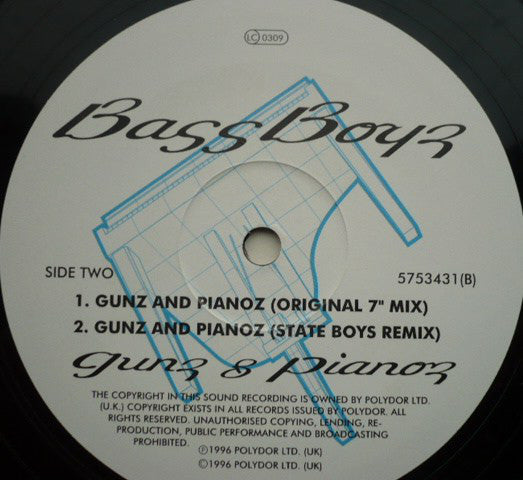 LC 0309
Bass Boyz
SIDE TWO
5753431(B)
1. GUNZ AND PIANOZ (ORIGINAL 7" MIX)
2. GUNZ AND PIANOZ (STATE BOYS REMIX)
gunz & pianoz
THE COPYRIGHT IN THIS SOUND RECORDING IS OWNED BY POLYDOR LTD.
(U.K.) COPYRIGHT EXISTS IN ALL RECORDS ISSUED BY POLYDOR. ALL
RIGHTS RESERVED. UNAUTHORISED COPYING, LENDING, RE-
PRODUCTION, PUBLIC PERFORMANCE AND BROADCASTING
PROHIBITED.
℗1996 POLYDOR LTD. (UK)
©1996 POLYDOR LTD. (UK)